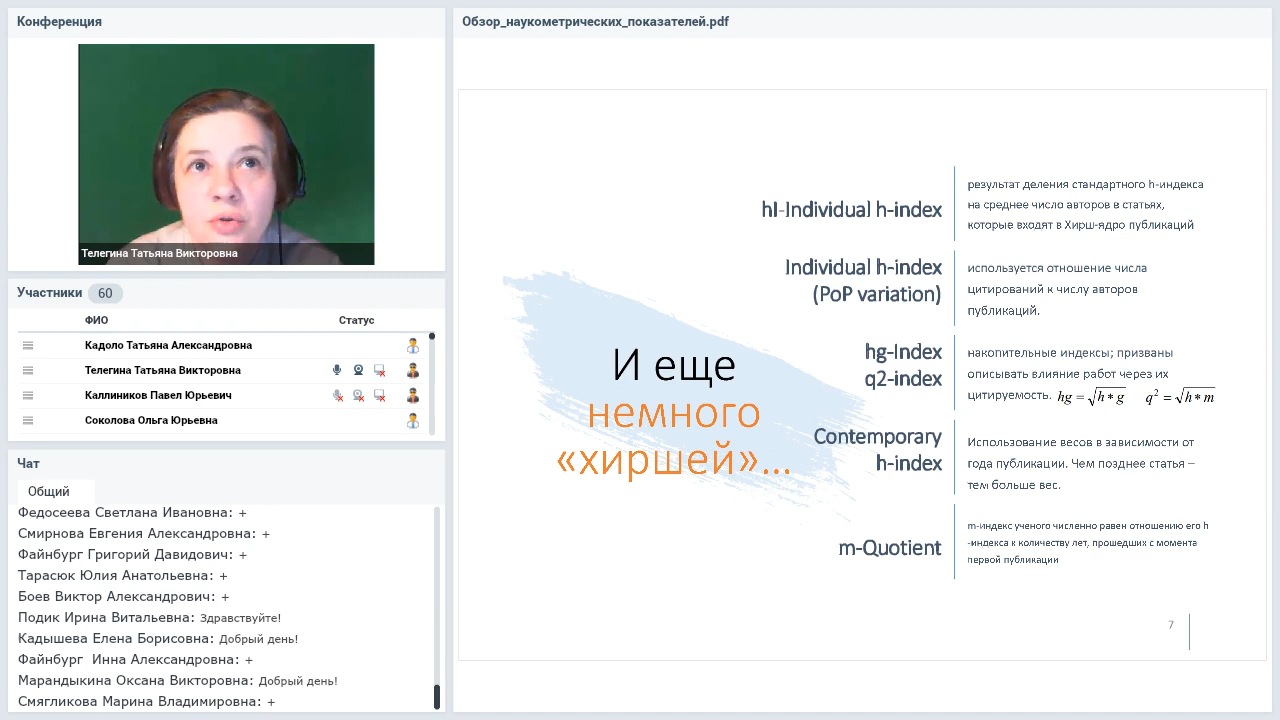 Конференция
Телегина Татьяна Викторовна
Участники 60
ФИО Статус
Кадоло Татьяна Александровна
Телегина Татьяна Викторовна
Каллиников Павел Юрьевич
Соколова Ольга Юрьевна
Чат
Общий
Федосеева Светлана Ивановна: +
Смирнова Евгения Александровна: +
Файнбург Григорий Давидович: +
Тарасюк Юлия Анатольевна: +
Боев Виктор Александрович: +
Подик Ирина Витальевна: Здравствуйте!
Кадышева Елена Борисовна: Добрый день!
Файнбург Инна Александровна: +
Марандыкина Оксана Викторовна: Добрый день!
Смягликова Марина Владимировна: +
Обзор_наукометрических_показателей.pdf
И еще
немного
«хиршей»...
hI-Individual h-index
результат деления стандартного h-индекса
на среднее число авторов в статьях,
которые входят в Хирш-ядро публикаций
Individual h-index
(PoP variation)
используется отношение числа
цитирований к числу авторов
публикаций.
hg-Index
q2-index
накопительные индексы; призваны
описывать влияние работ через их
цитируемость. hg = √h * g q² = √h * m
Contemporary
h-index
Использование весов в зависимости от
года публикации. Чем позднее статья –
тем больше вес.
m-Quotient
m-индекс ученого численно равен отношению его h
-индекса к количеству лет, прошедших с момента
первой публикации
7